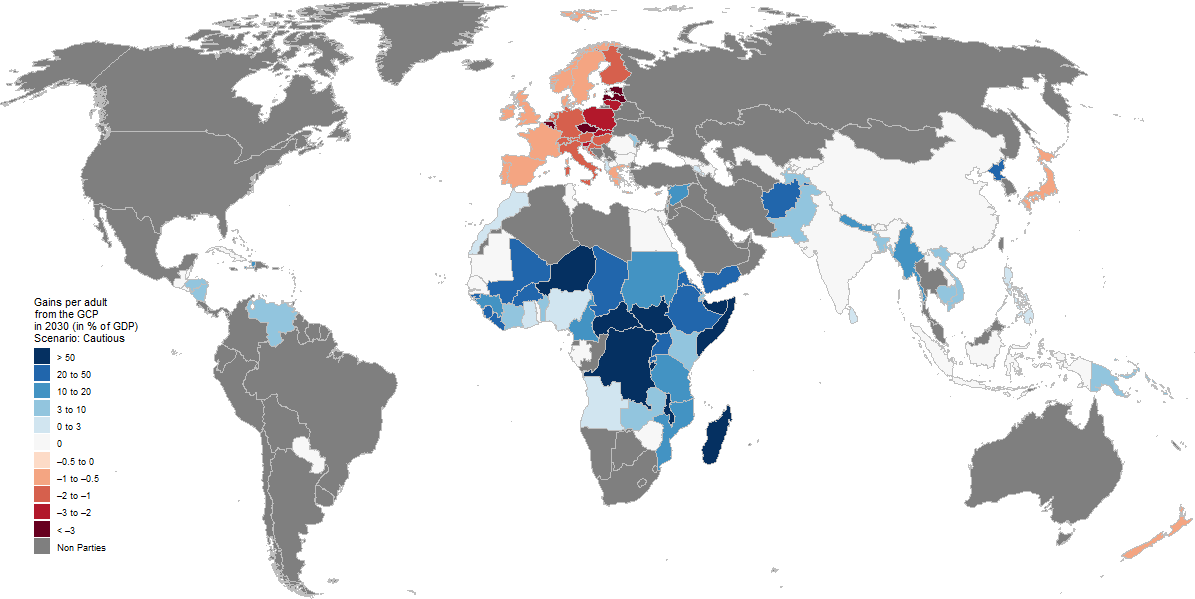 Gains per adult
from the GCP
in 2030 (in % of GDP)
Scenario: Cautious
> 50
20 to 50
10 to 20
3 to 10
0 to 3
0
–0.5 to 0
–1 to –0.5
–2 to –1
–3 to –2
< –3
Non Parties